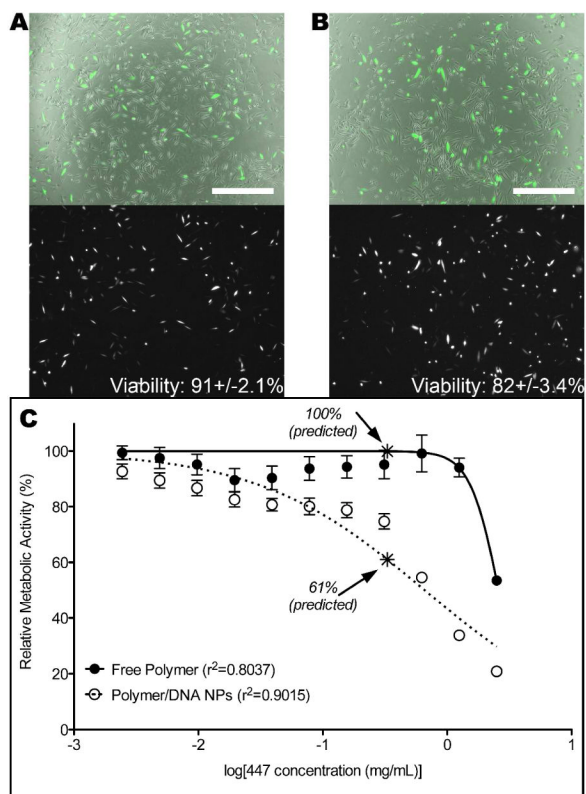 A
B
Viability: 91+/-2.1%
Viability: 82+/-3.4%
C
100%
(predicted)
100
80
60
40
20
0
Relative Metabolic Activity (%)
61%
(predicted)
Free Polymer (r²=0.8037)
Polymer/DNA NPs (r²=0.9015)
-3
-2
-1
0
1
log[447 concentration (mg/mL)]